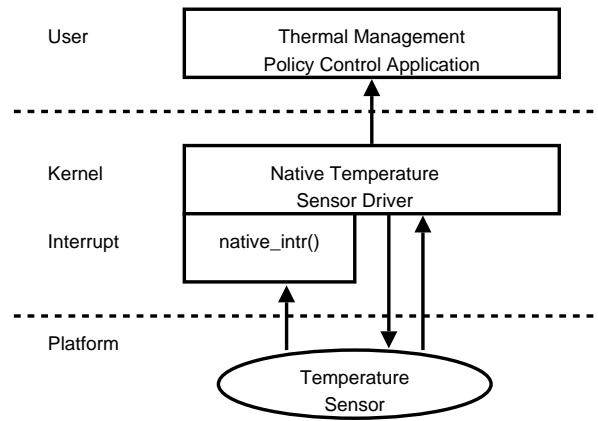 User
Thermal Management
Policy Control Application
Kernel
Native Temperature
Sensor Driver
Interrupt
native_intr()
Platform
Temperature
Sensor